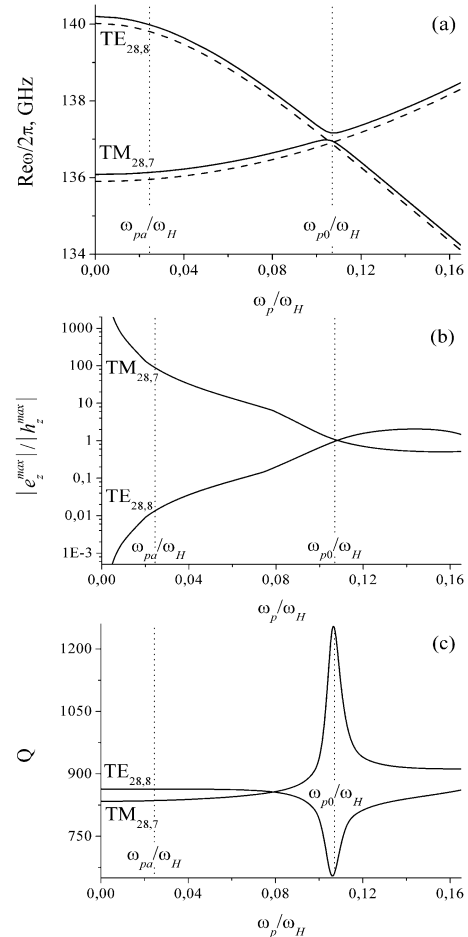 140
138
136
134
Reω/2π, GHz
(a)
TE28,8
TM28,7
ωpa/ωH
ωp0/ωH
0,00
0,04
0,08
0,12
0,16
ωp/ωH
1000
100
10
1
0,1
0,01
1E-3
|ezmax|/|hzmax|
(b)
TM28,7
TE28,8
ωpa/ωH
ωp0/ωH
0,00
0,04
0,08
0,12
0,16
ωp/ωH
1200
1050
900
750
Q
(c)
TE28,8
TM28,7
ωp0/ωH
ωpa/ωH
0,00
0,04
0,08
0,12
0,16
ωp/ωH